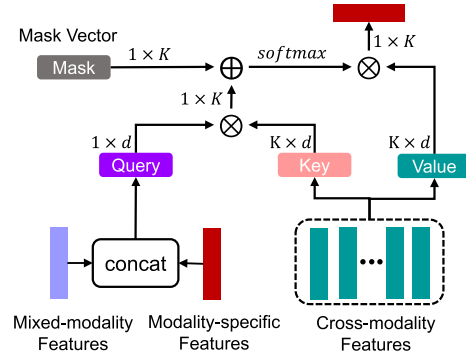 Mask Vector
Mask
1 × K
softmax
1 × K
1 × K
1 × d
K × d
K × d
Query
Key
Value
concat
•••
Mixed-modality
Features
Modality-specific
Features
Cross-modality
Features